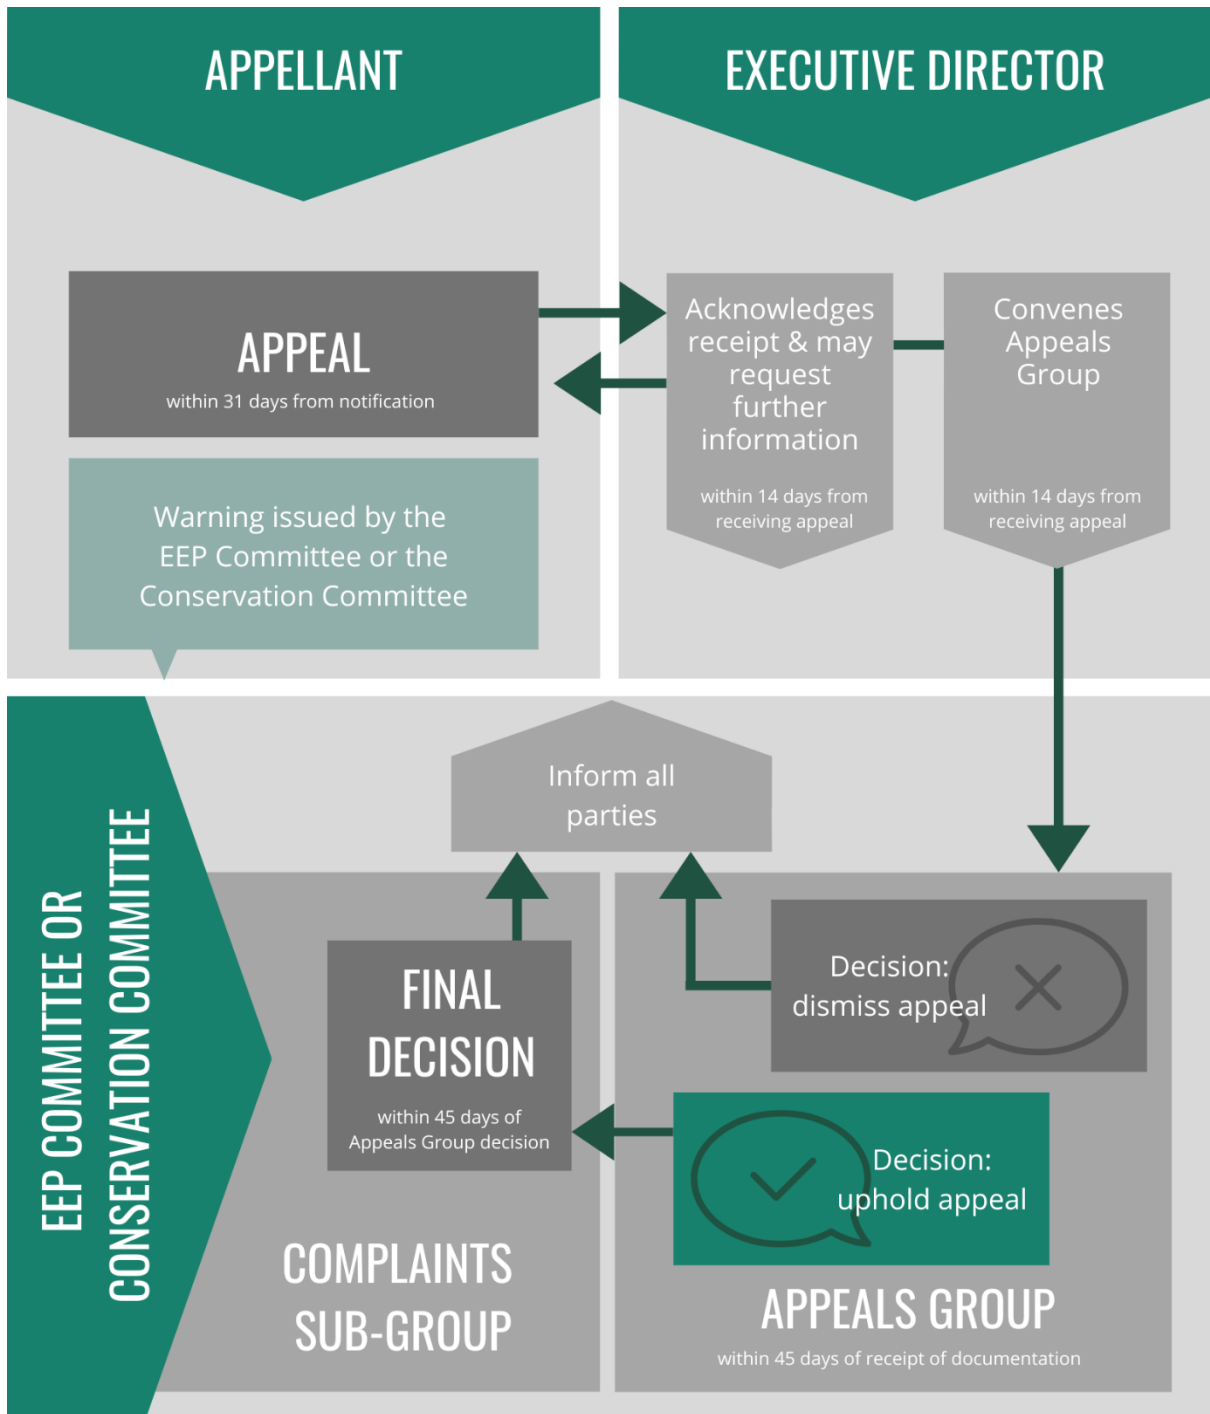 APPELLANT
EXECUTIVE DIRECTOR
APPEAL
within 31 days from notification
Warning issued by the
EEP Committee or the
Conservation Committee
Acknowledges
receipt & may
request
further
information
within 14 days from
receiving appeal
Convenes
Appeals
Group
within 14 days from
receiving appeal
EEP COMMITTEE OR
CONSERVATION COMMITTEE
Inform all
parties
FINAL
DECISION
within 45 days of
Appeals Group decision
COMPLAINTS
SUB-GROUP
Decision:
dismiss appeal
Decision:
uphold appeal
APPEALS GROUP
within 45 days of receipt of documentation